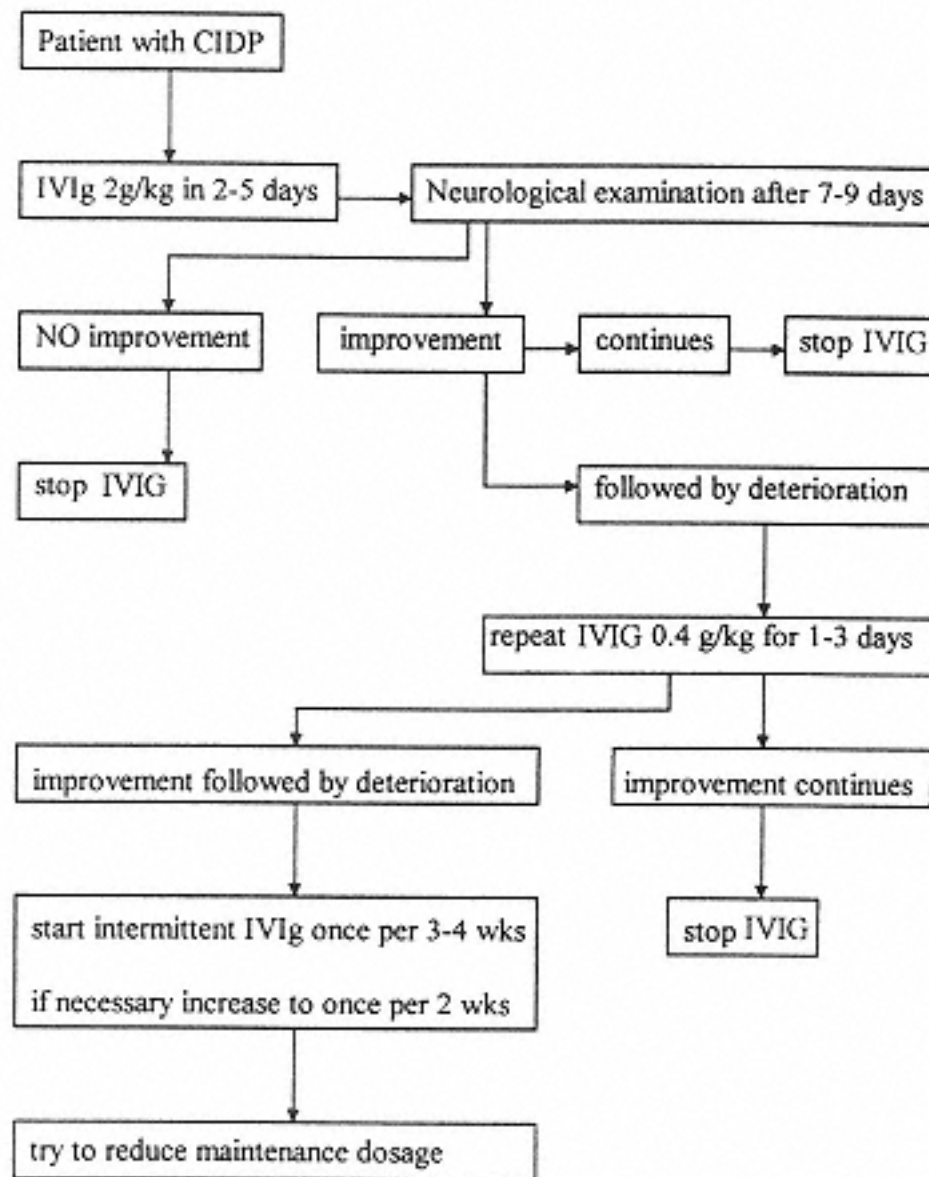 Patient with CIDP
IVIg 2g/kg in 2-5 days
Neurological examination after 7-9 days
NO improvement
improvement
continues
stop IVIG
stop IVIG
followed by deterioration
repeat IVIG 0.4 g/kg for 1-3 days
improvement followed by deterioration
improvement continues
start intermittent IVIg once per 3-4 wks
if necessary increase to once per 2 wks
stop IVIG
try to reduce maintenance dosage